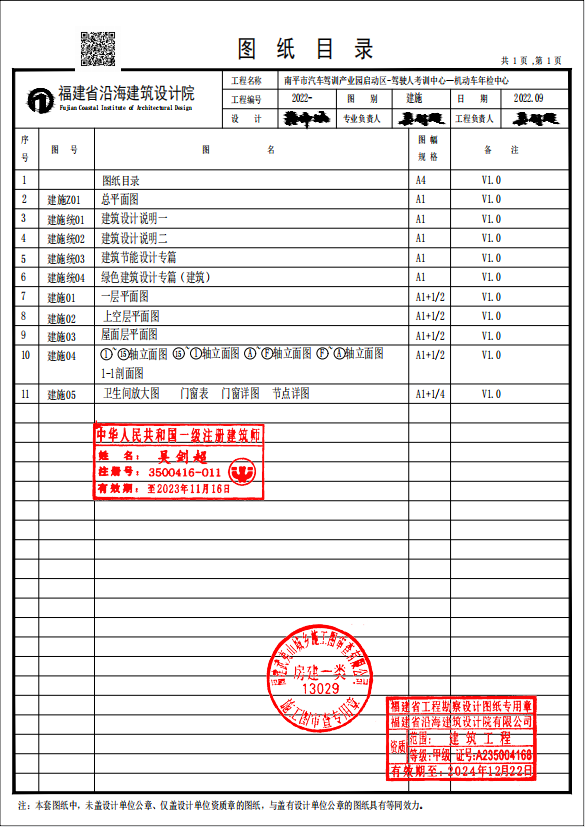 图 纸 目 录
共 1 页 ,第 1 页
福建省沿海建筑设计院
Fujian Coastal Institute of Architectural Design
工程名称 南平市汽车驾训产业园启动区-驾驶人考训中心—机动车年检中心
工程编号 2022- 图 别 建施 日 期 2022.09
设 计 专业负责人 工程负责人
序号 图 号 图 名 图 幅 规 格 备 注
1 图纸目录 A4 V1.0
2 建施Z01 总平面图 A1 V1.0
3 建施统01 建筑设计说明一 A1 V1.0
4 建施统02 建筑设计说明二 A1 V1.0
5 建施统03 建筑节能设计专篇 A1 V1.0
6 建施统04 绿色建筑设计专篇（建筑） A1 V1.0
7 建施01 一层平面图 A1+1/2 V1.0
8 建施02 上空层平面图 A1+1/2 V1.0
9 建施03 屋面层平面图 A1+1/2 V1.0
10 建施04 ①~⑮轴立面图 ⑮~①轴立面图 Ⓐ~Ⓕ轴立面图 Ⓕ~Ⓐ轴立面图 A1+1/2 V1.0
1-1剖面图
11 建施05 卫生间放大图 门窗表 门窗详图 节点详图 A1+1/4 V1.0
中华人民共和国一级注册建筑师
姓 名： 吴剑超
注册号：3500416-011
有效期：至2023年11月16日
房建一类
13029
施工图审查专用章
福建省工程勘察设计图纸专用章
福建省沿海建筑设计院有限公司
资质 范围： 建 筑 工 程
等级：甲级 证号：A235004168
有效期至：2024年12月22日
注：本套图纸中，未盖设计单位公章、仅盖设计单位资质章的图纸，与盖有设计单位公章的图纸具有等同效力。